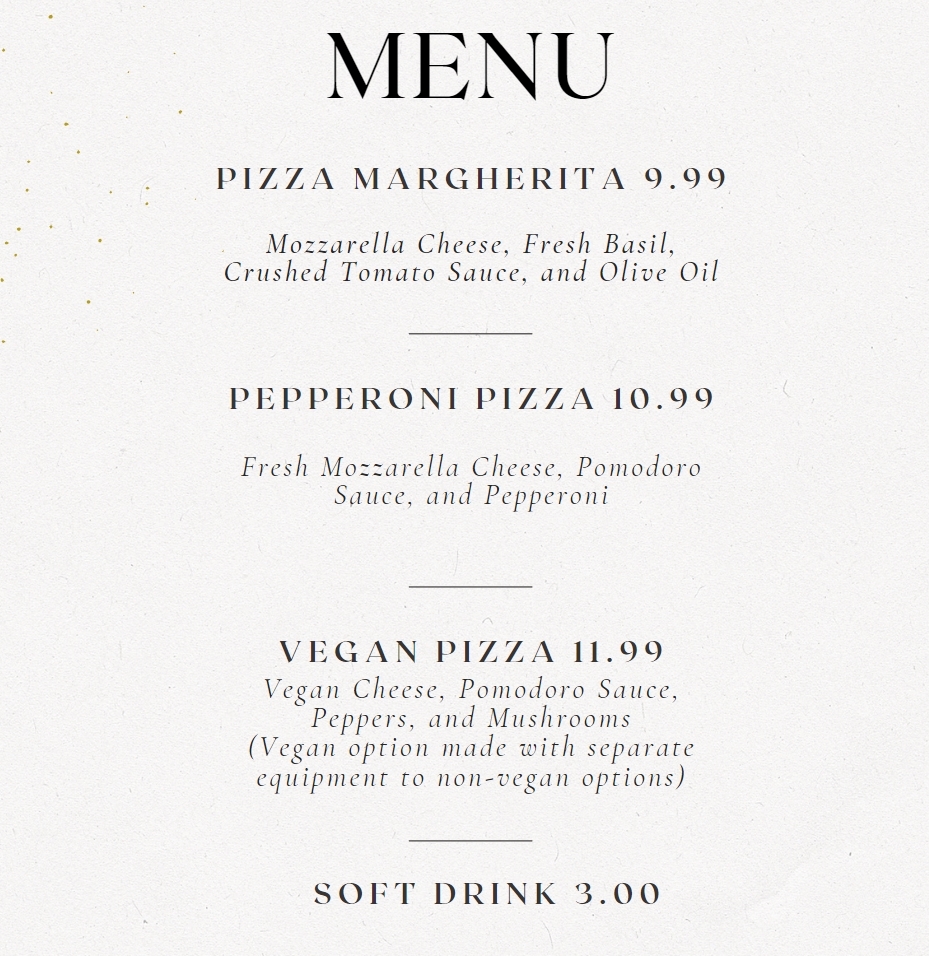 MENU
PIZZA MARGHERITA 9.99
Mozzarella Cheese, Fresh Basil,
Crushed Tomato Sauce, and Olive Oil
PEPPERONI PIZZA 10.99
Fresh Mozzarella Cheese, Pomodoro
Sauce, and Pepperoni
VEGAN PIZZA 11.99
Vegan Cheese, Pomodoro Sauce,
Peppers, and Mushrooms
(Vegan option made with separate
equipment to non-vegan options)
SOFT DRINK 3.00